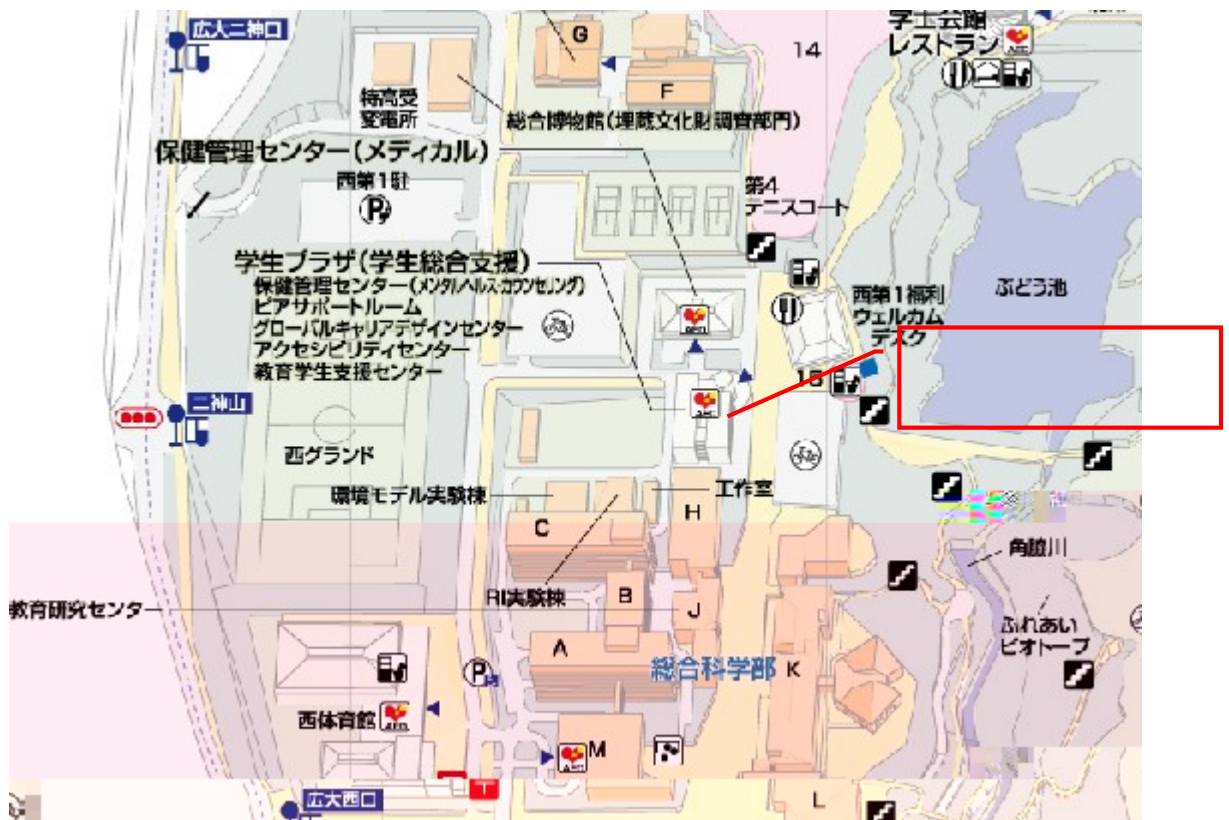 広大二神口
G
14
学士会館
レストラン
F
特高受
変電所
総合博物館(埋蔵文化財調査部門)
保健管理センター(メディカル)
西第1駐
P
第4
テニスコート
学生プラザ(学生総合支援)
保健管理センター(メンタルヘルス・カウンセリング)
ピアサポートルーム
グローバルキャリアデザインセンター
アクセシビリティセンター
教育学生支援センター
西第1福利
ウェルカム
デスク
ぶどう池
15
二神山
西グランド
環境モデル実験棟
工作室
C
H
角脇川
教育研究センター
RI実験棟
B
J
ふれあい
ビオトープ
A
総合科学部
K
P
西体育館
AED
M
広大西口
L